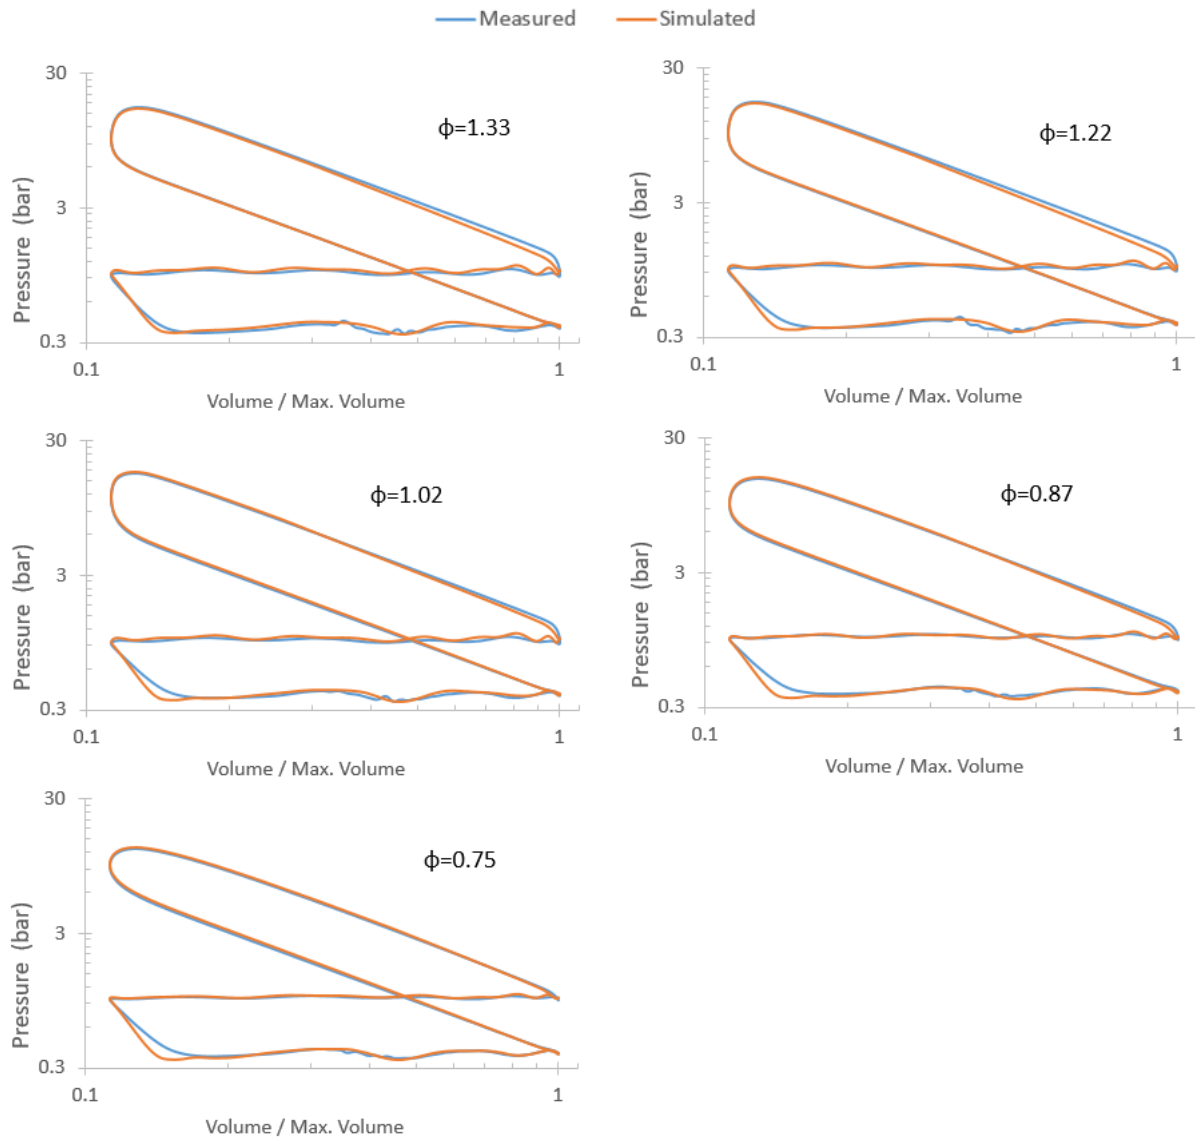 Measured Simulated
30
3
0.3
0.1 1
Pressure (bar)
Volume / Max. Volume
ϕ=1.33
30
3
0.3
0.1 1
Pressure (bar)
Volume / Max. Volume
ϕ=1.22
30
3
0.3
0.1 1
Pressure (bar)
Volume / Max. Volume
ϕ=1.02
30
3
0.3
0.1 1
Pressure (bar)
Volume / Max. Volume
ϕ=0.87
30
3
0.3
0.1 1
Pressure (bar)
Volume / Max. Volume
ϕ=0.75